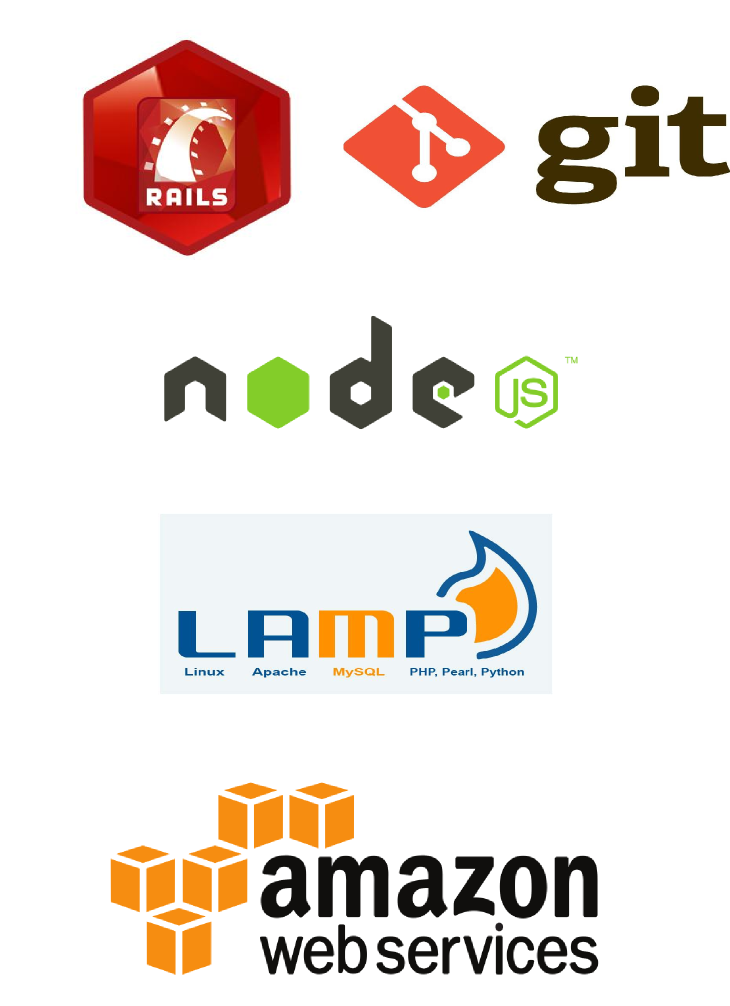 RAILS
git
node JS ™
LAMP
Linux Apache MySQL PHP, Pearl, Python
amazon
web services